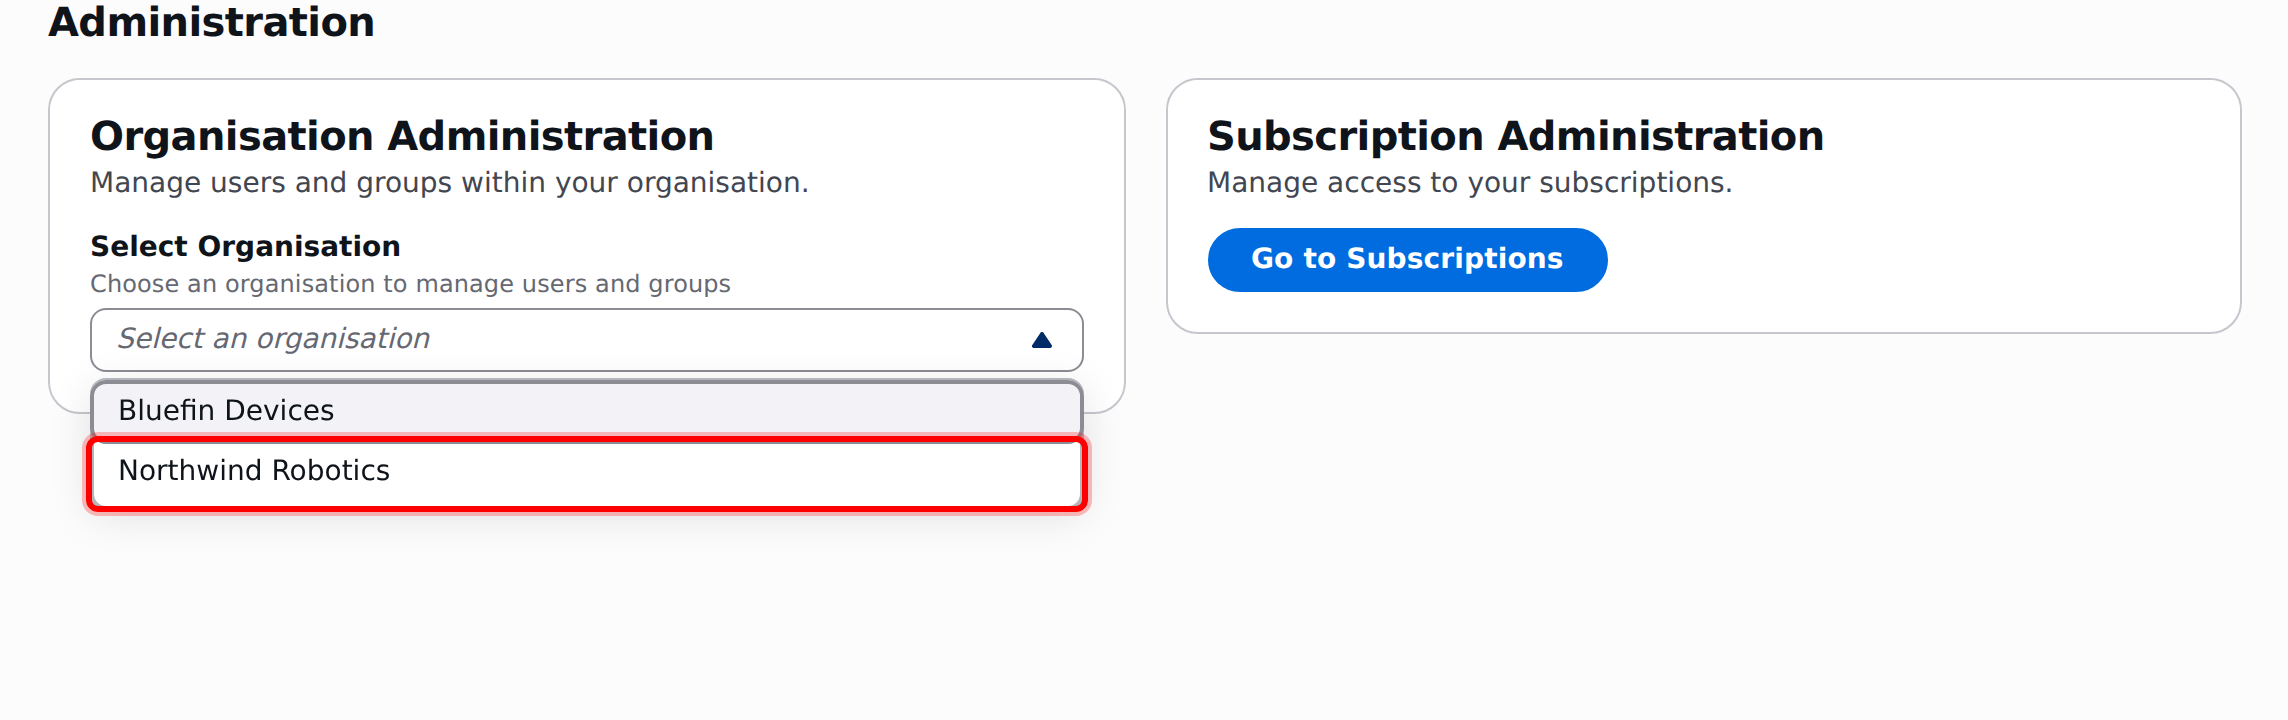 Administration
Organisation Administration
Manage users and groups within your organisation.
Select Organisation
Choose an organisation to manage users and groups
Select an organisation
Bluefin Devices
Northwind Robotics
Subscription Administration
Manage access to your subscriptions.
Go to Subscriptions